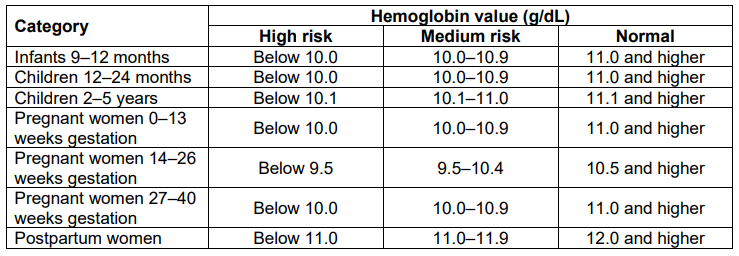 Category Hemoglobin value (g/dL)
High risk Medium risk Normal
Infants 9–12 months Below 10.0 10.0–10.9 11.0 and higher
Children 12–24 months Below 10.0 10.0–10.9 11.0 and higher
Children 2–5 years Below 10.1 10.1–11.0 11.1 and higher
Pregnant women 0–13
weeks gestation Below 10.0 10.0–10.9 11.0 and higher
Pregnant women 14–26
weeks gestation Below 9.5 9.5–10.4 10.5 and higher
Pregnant women 27–40
weeks gestation Below 10.0 10.0–10.9 11.0 and higher
Postpartum women Below 11.0 11.0–11.9 12.0 and higher